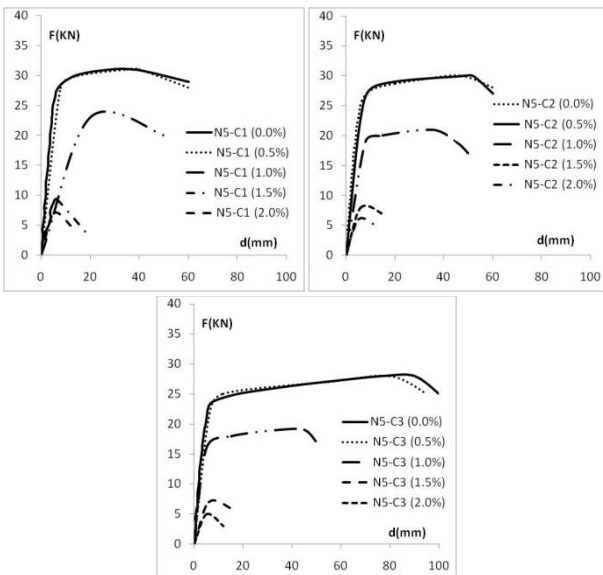 F(KN)
40
35
30
25
20
15
10
5
0
N5-C1 (0.0%)
N5-C1 (0.5%)
N5-C1 (1.0%)
N5-C1 (1.5%)
N5-C1 (2.0%)
d(mm)
0 20 40 60 80 100
F(KN)
40
35
30
25
20
15
10
5
0
N5-C2 (0.0%)
N5-C2 (0.5%)
N5-C2 (1.0%)
N5-C2 (1.5%)
N5-C2 (2.0%)
d(mm)
0 20 40 60 80 100
F(KN)
40
35
30
25
20
15
10
5
0
N5-C3 (0.0%)
N5-C3 (0.5%)
N5-C3 (1.0%)
N5-C3 (1.5%)
N5-C3 (2.0%)
d(mm)
0 20 40 60 80 100